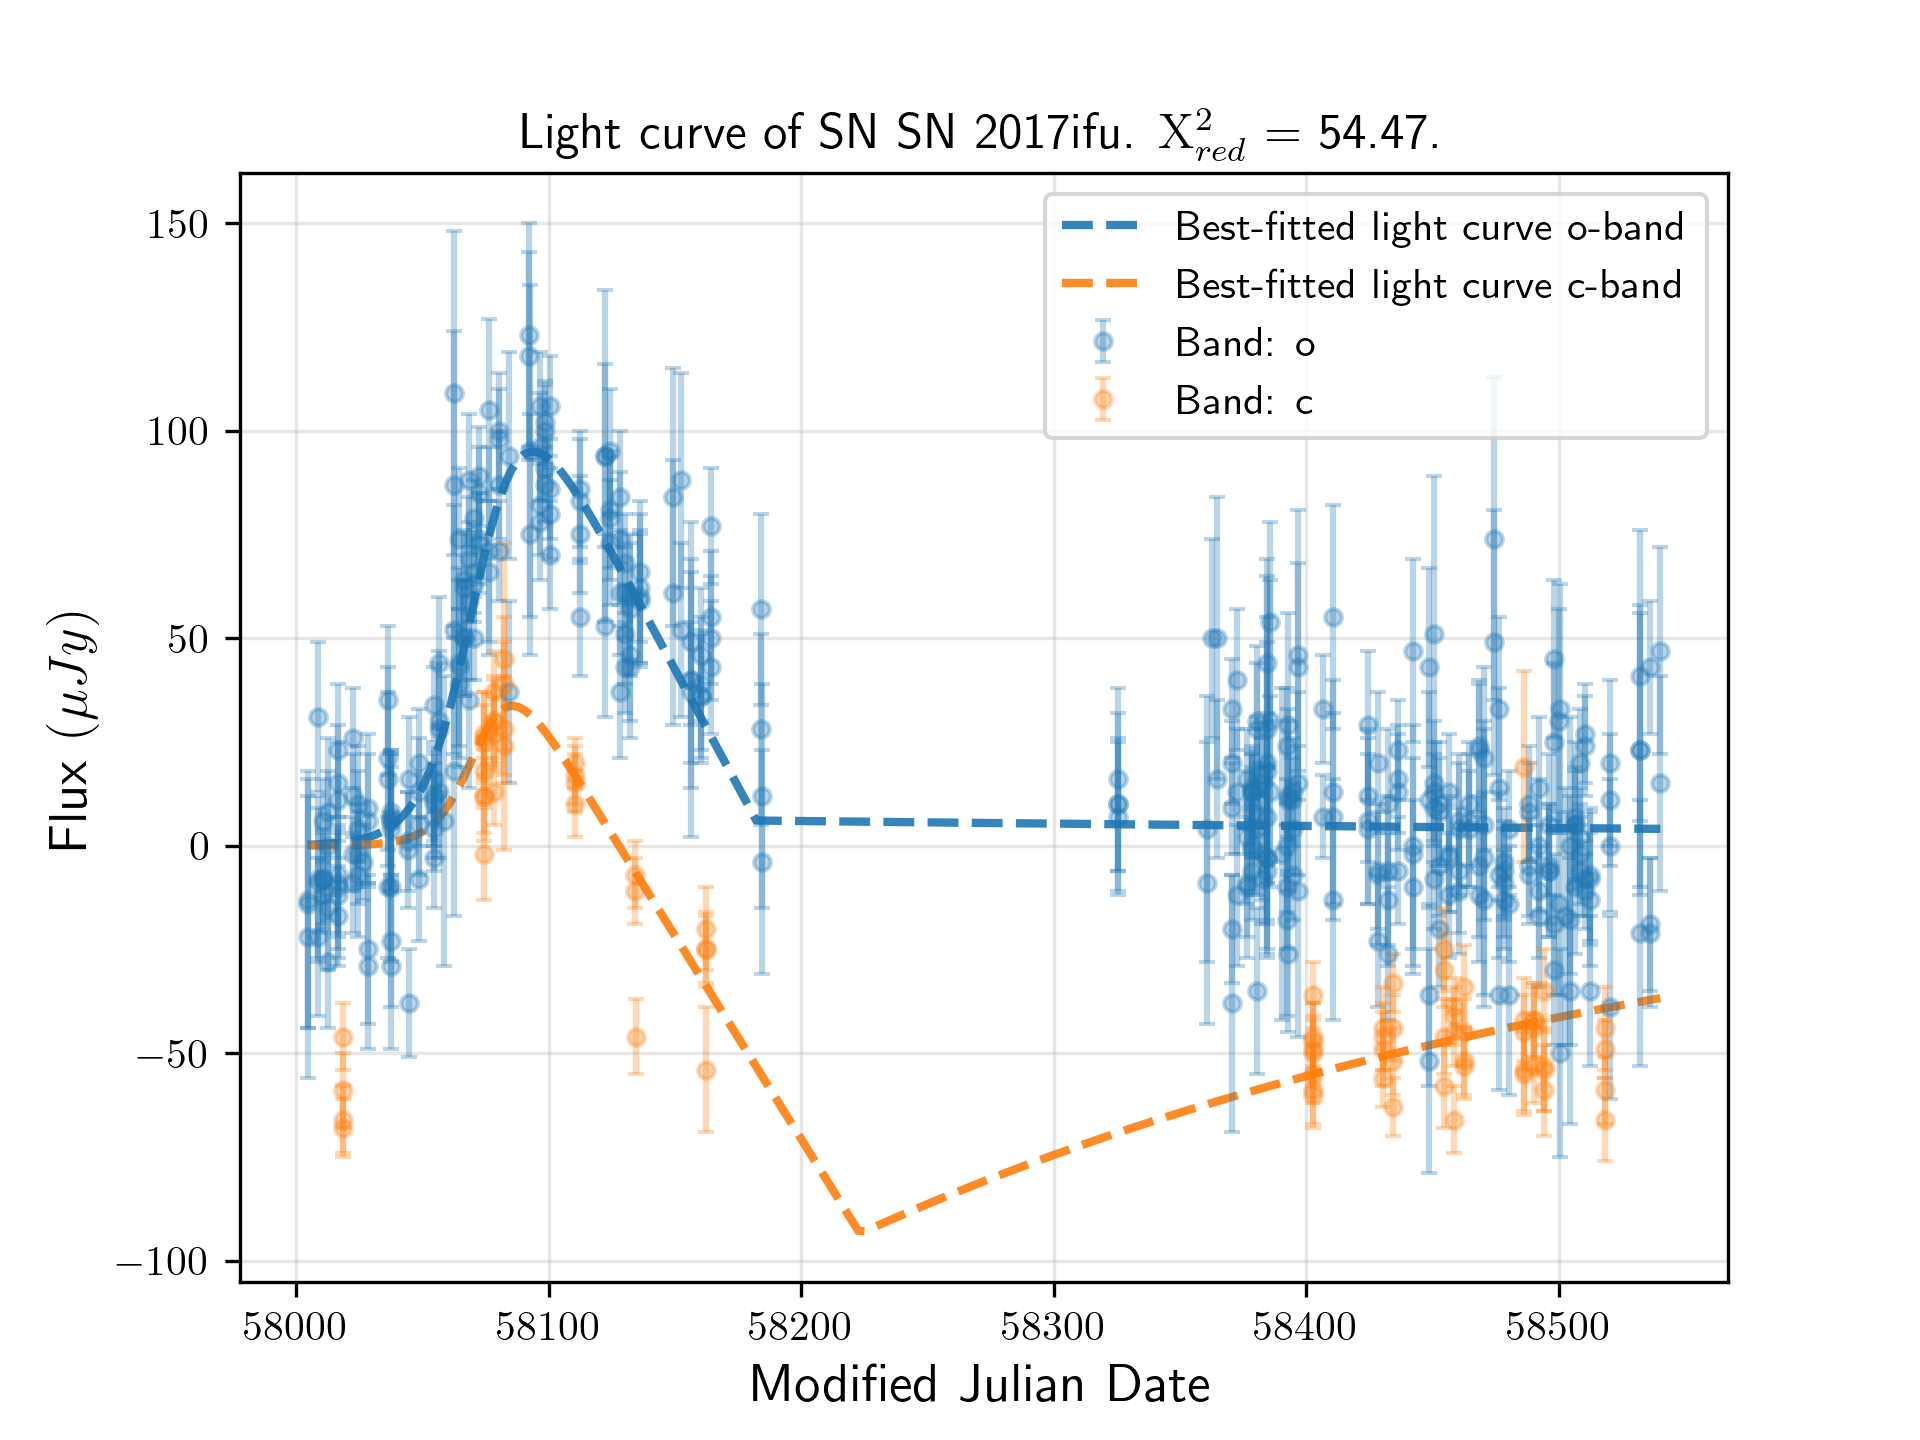 Light curve of SN SN 2017ifu. X²_red = 54.47.
Best-fitted light curve o-band
Best-fitted light curve c-band
Band: o
Band: c
Flux (μJy)
150
100
50
0
−50
−100
58000 58100 58200 58300 58400 58500
Modified Julian Date